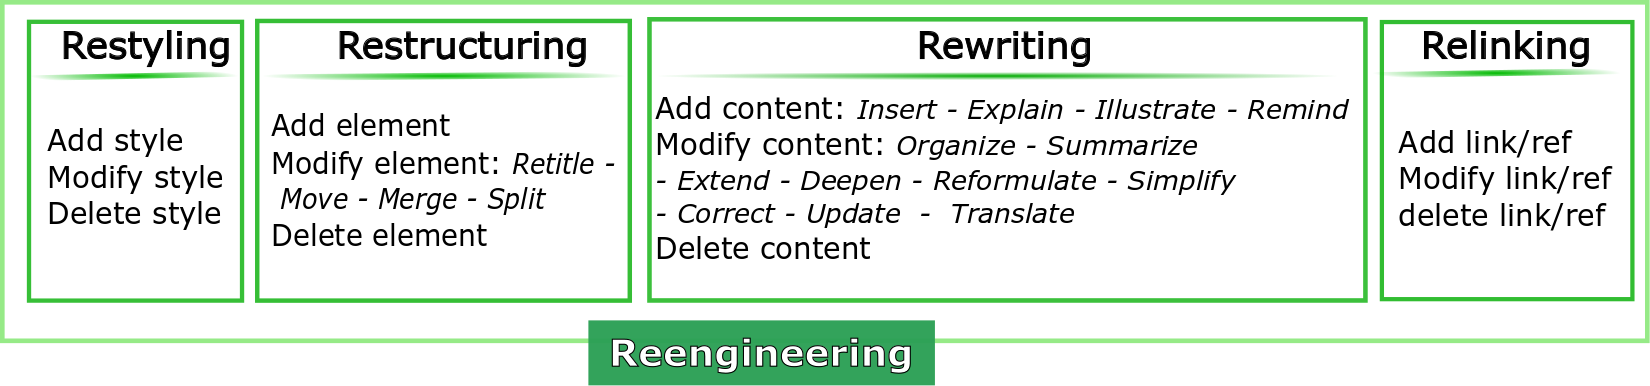 Restyling
Add style
Modify style
Delete style
Restructuring
Add element
Modify element: Retitle -
Move - Merge - Split
Delete element
Rewriting
Add content: Insert - Explain - Illustrate - Remind
Modify content: Organize - Summarize
- Extend - Deepen - Reformulate - Simplify
- Correct - Update - Translate
Delete content
Relinking
Add link/ref
Modify link/ref
delete link/ref
Reengineering